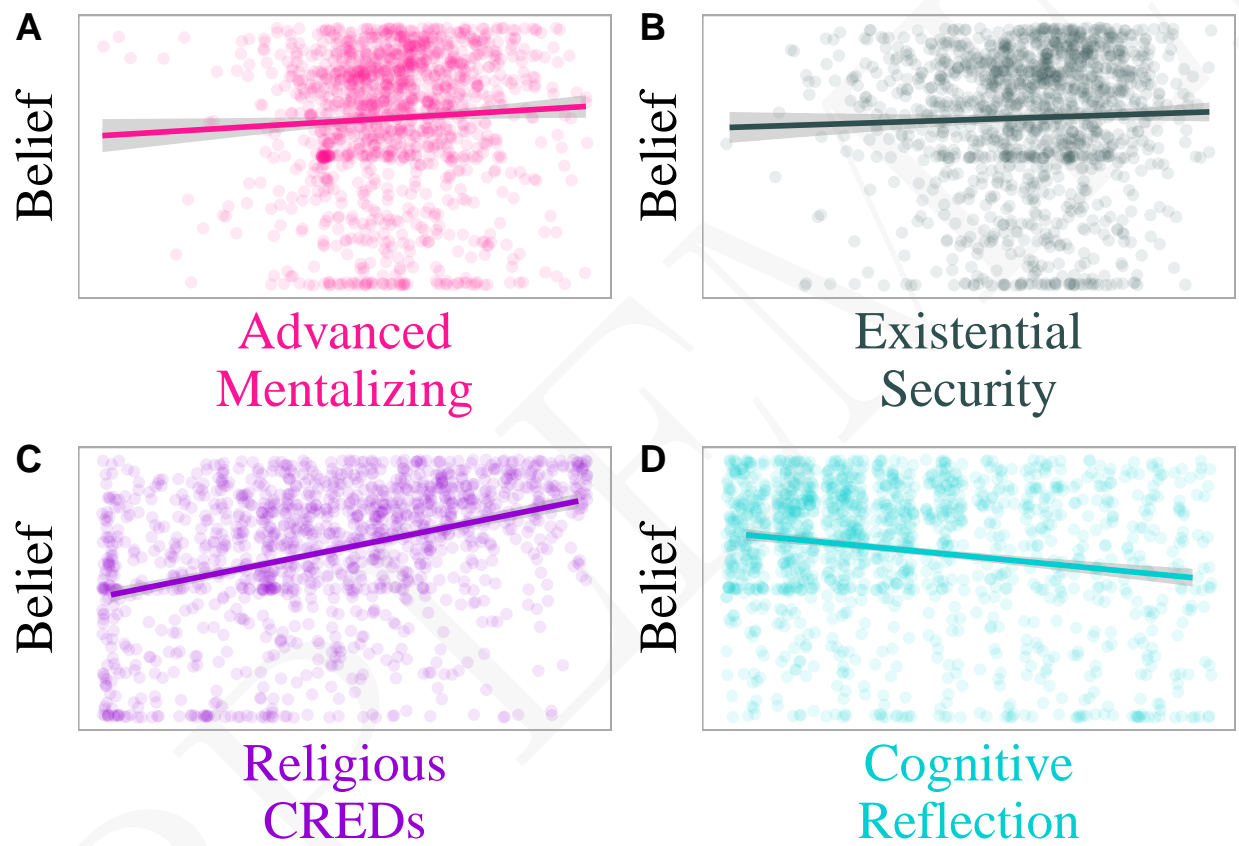 A
Belief
Advanced
Mentalizing
B
Belief
Existential
Security
C
Belief
Religious
CREDs
D
Belief
Cognitive
Reflection